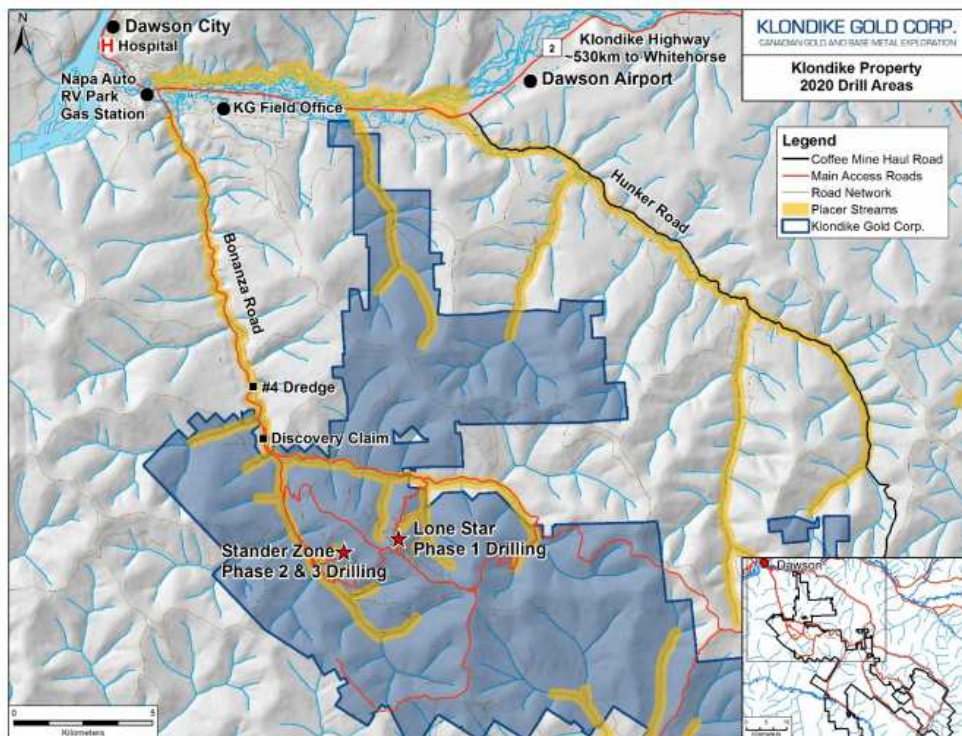 N
Dawson City
H Hospital
Napa Auto
RV Park
Gas Station
KG Field Office
2
Klondike Highway
~530km to Whitehorse
Dawson Airport
KLONDIKE GOLD CORP.
CANADIAN GOLD AND BASE METAL EXPLORATION
Klondike Property
2020 Drill Areas
Legend
Coffee Mine Haul Road
Main Access Roads
Road Network
Placer Streams
Klondike Gold Corp.
Hunker Road
Bonanza Road
#4 Dredge
Discovery Claim
Lone Star
Phase 1 Drilling
Stander Zone
Phase 2 & 3 Drilling
Dawson
0 5
Kilometers